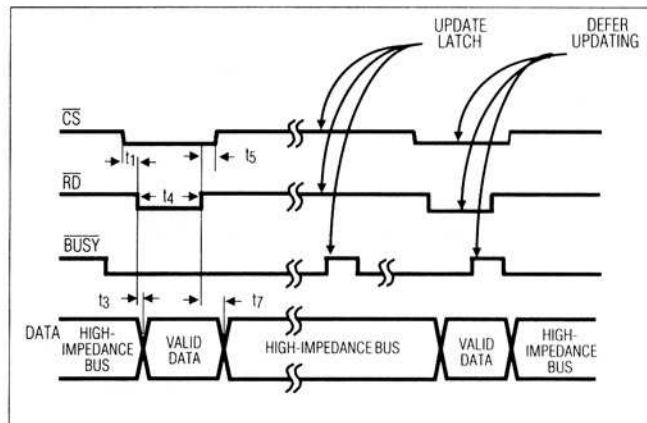 UPDATE
LATCH
DEFER
UPDATING
CS
t1
t5
RD
t4
BUSY
t3
t7
DATA
HIGH-
IMPEDANCE
BUS
VALID
DATA
HIGH-IMPEDANCE BUS
VALID
DATA
HIGH-
IMPEDANCE
BUS